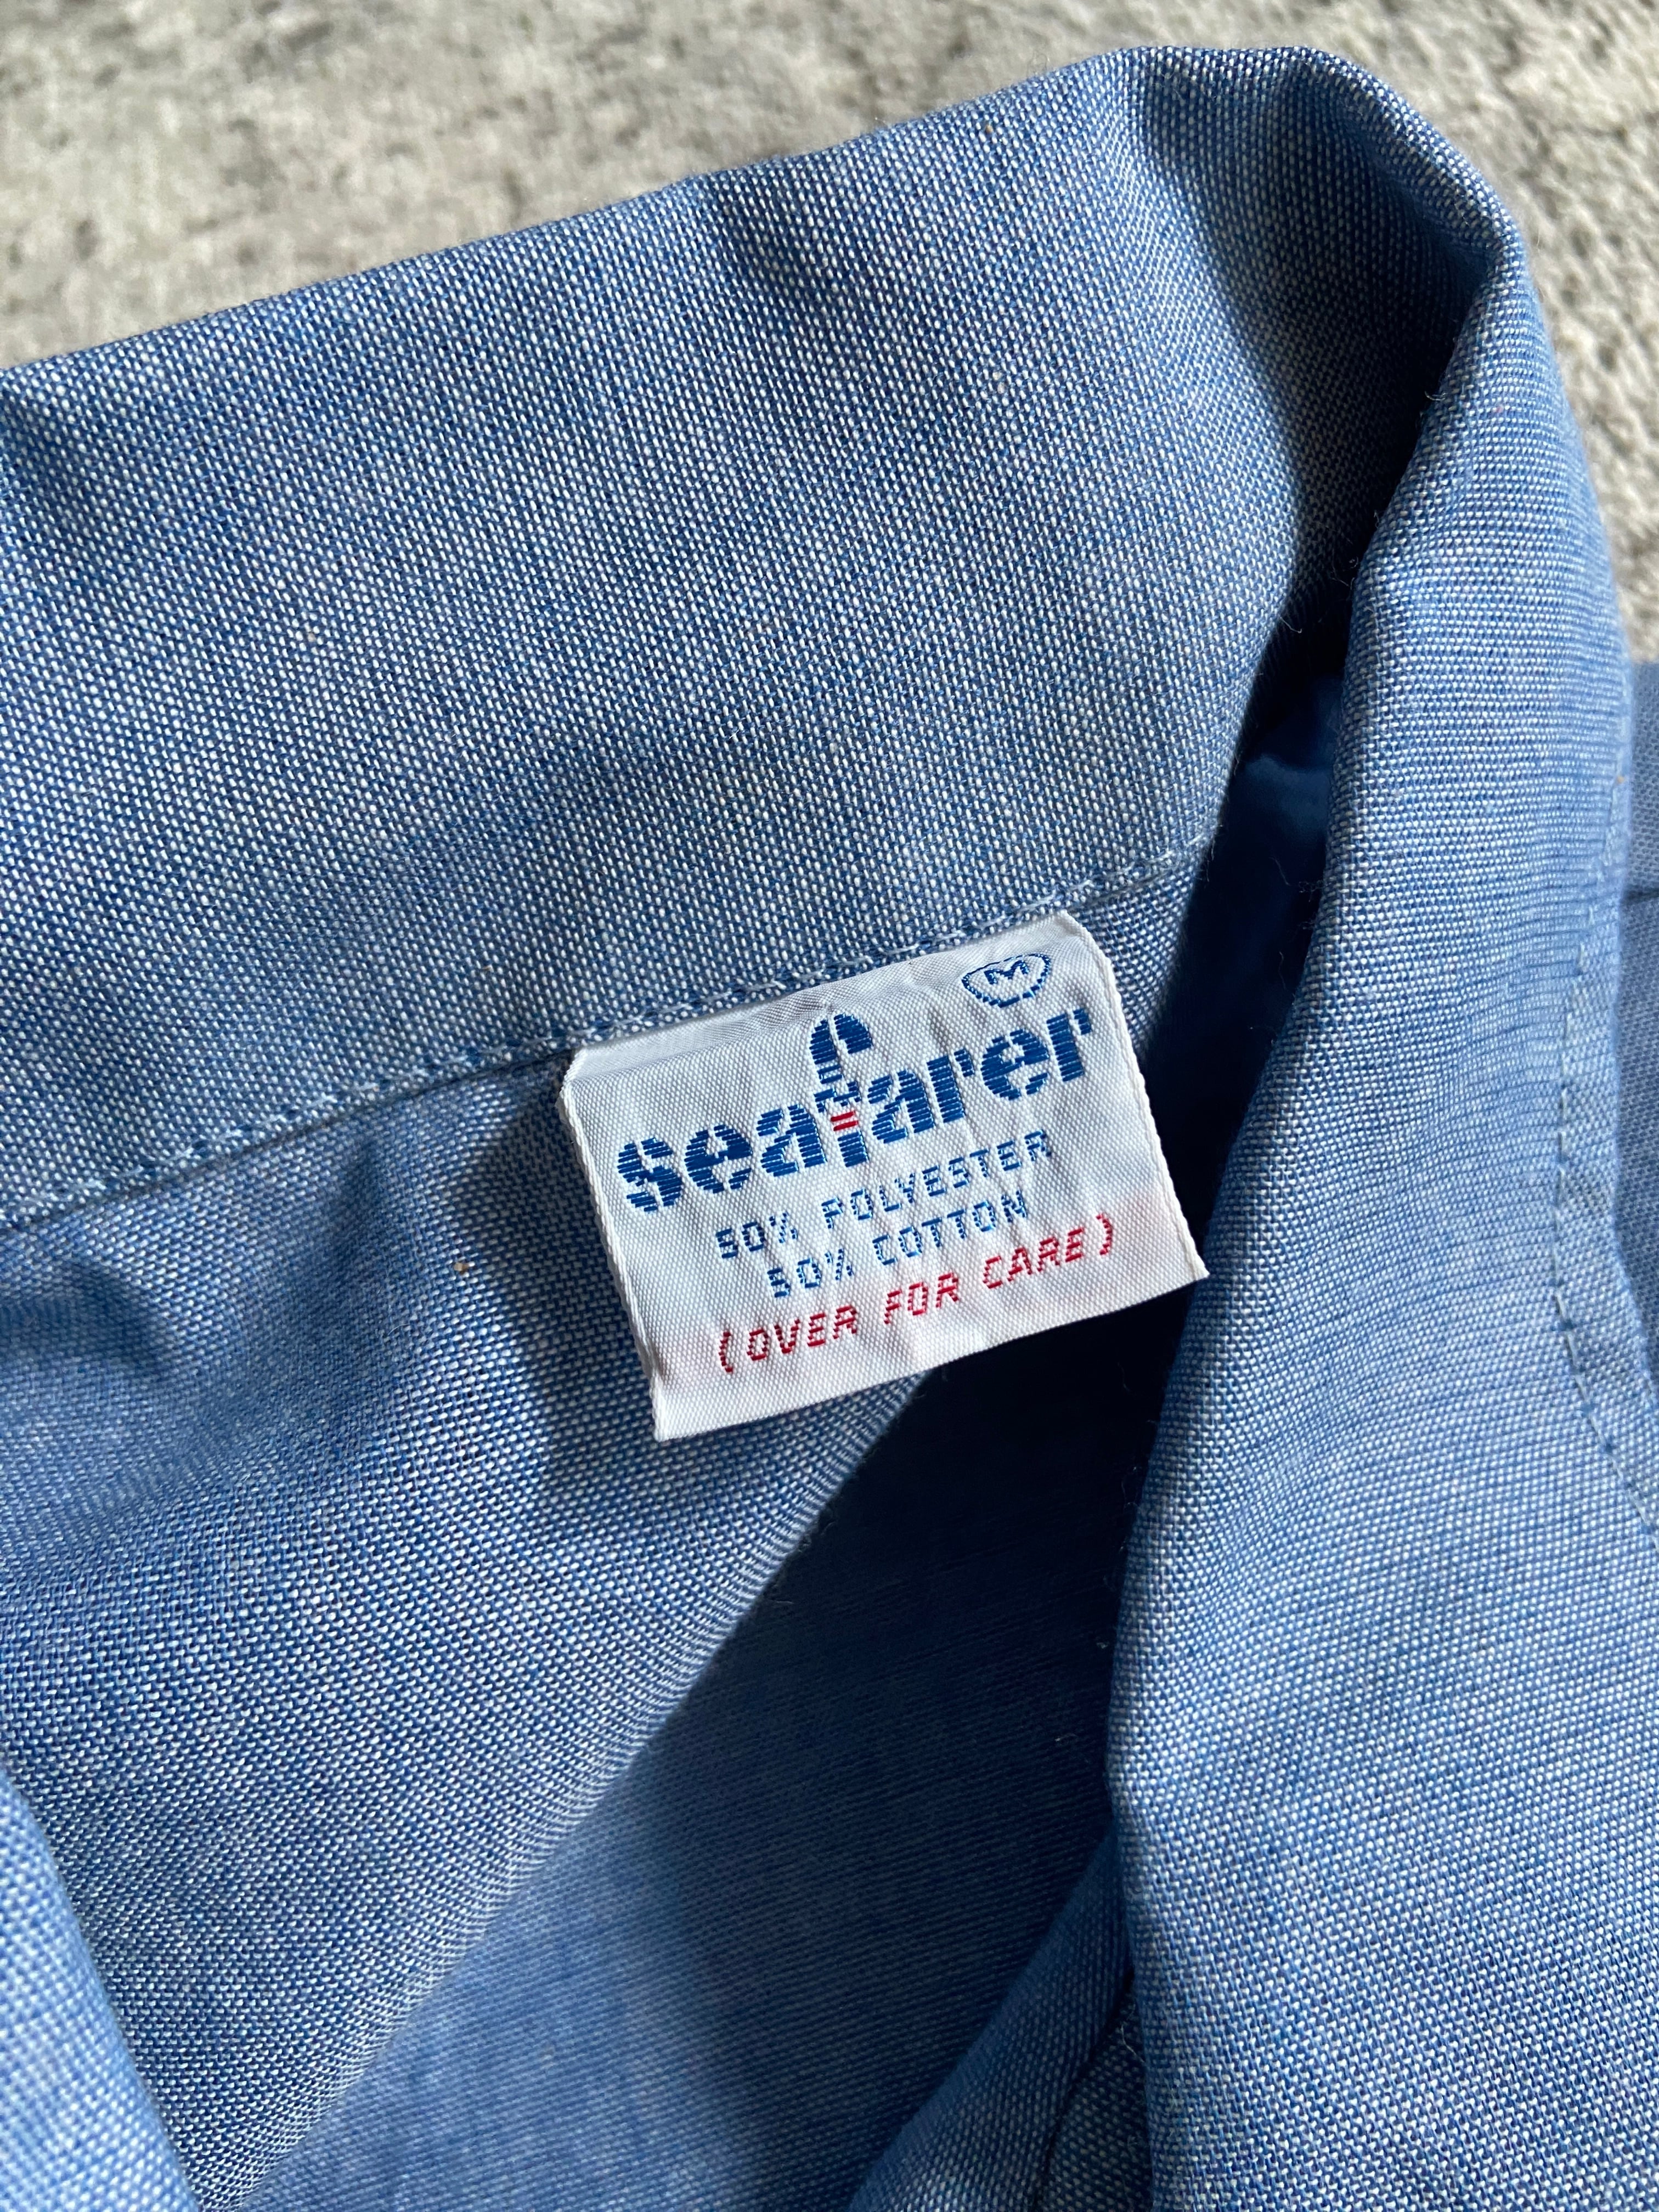 M
seafarer
50% POLYESTER
50% COTTON
(OVER FOR CARE)